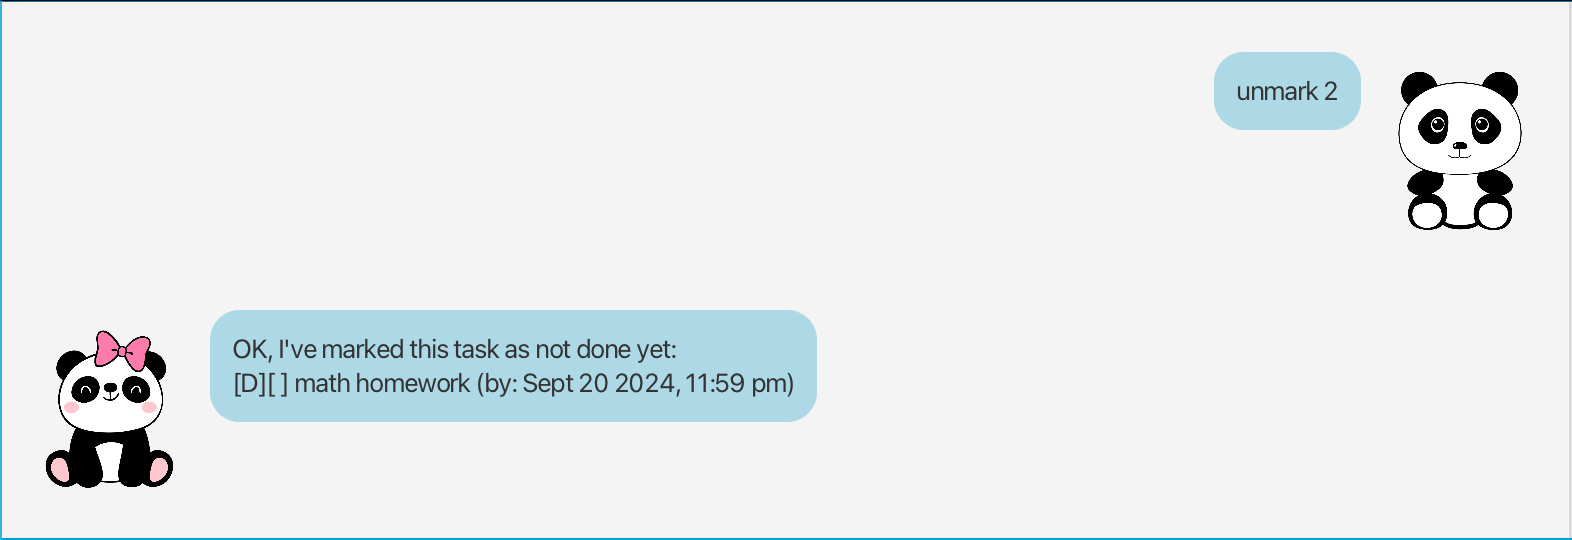 unmark 2
OK, I've marked this task as not done yet:
[D][ ] math homework (by: Sept 20 2024, 11:59 pm)